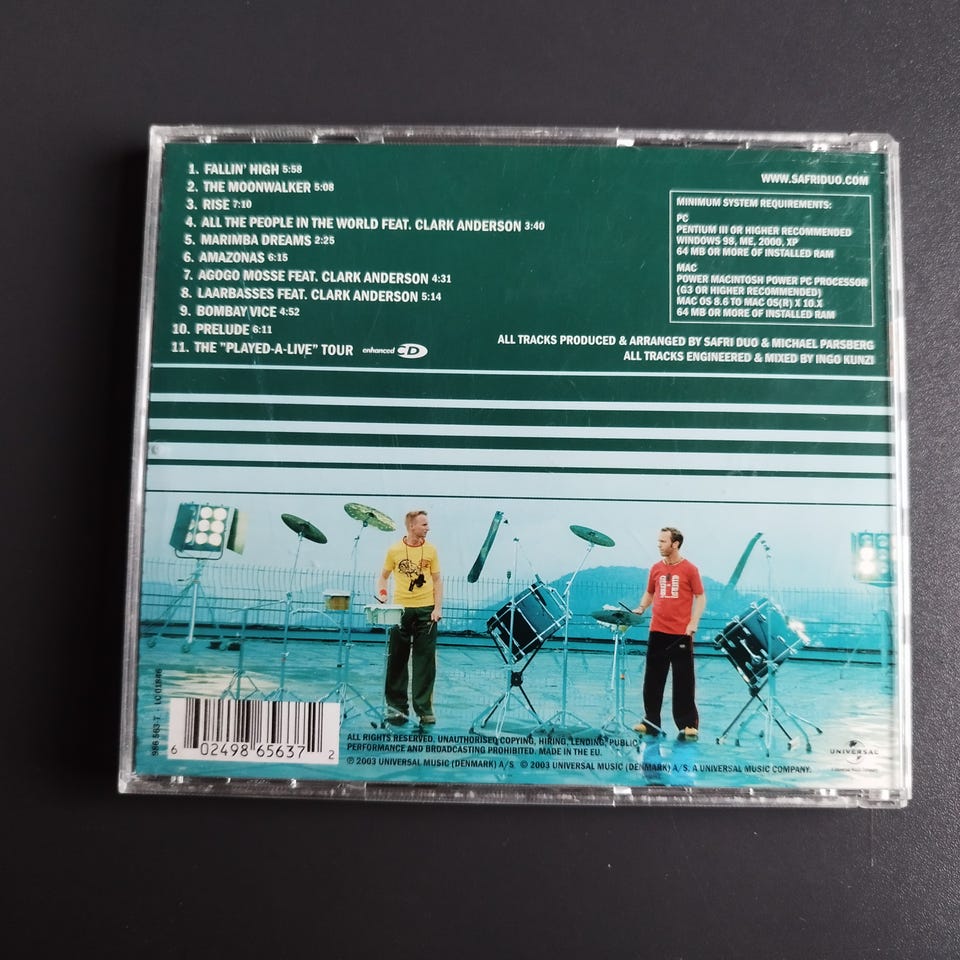 1. FALLIN' HIGH 5:58
2. THE MOONWALKER 5:08
3. RISE 7:10
4. ALL THE PEOPLE IN THE WORLD FEAT. CLARK ANDERSON 3:40
5. MARIMBA DREAMS 2:25
6. AMAZONAS 6:15
7. AGOGO MOSSE FEAT. CLARK ANDERSON 4:31
8. LAARBASSES FEAT. CLARK ANDERSON 5:14
9. BOMBAY VICE 4:52
10. PRELUDE 6:11
11. THE "PLAYED-A-LIVE" TOUR enhanced CD
WWW.SAFRIDUO.COM
MINIMUM SYSTEM REQUIREMENTS:
PC
PENTIUM III OR HIGHER RECOMMENDED
WINDOWS 98, ME, 2000, XP
64 MB OR MORE OF INSTALLED RAM
MAC
POWER MACINTOSH POWER PC PROCESSOR
(G3 OR HIGHER RECOMMENDED)
MAC OS 8.6 TO MAC OS(R) X 10.X
64 MB OR MORE OF INSTALLED RAM
ALL TRACKS PRODUCED & ARRANGED BY SAFRI DUO & MICHAEL PARSBERG
ALL TRACKS ENGINEERED & MIXED BY INGO KUNZI
986 563-7 · LC 01846
6 02498 65637 2
ALL RIGHTS RESERVED. UNAUTHORISED COPYING, HIRING, LENDING, PUBLIC
PERFORMANCE AND BROADCASTING PROHIBITED. MADE IN THE EU.
℗ 2003 UNIVERSAL MUSIC (DENMARK) A/S. © 2003 UNIVERSAL MUSIC (DENMARK) A/S. A UNIVERSAL MUSIC COMPANY.
UNIVERSAL